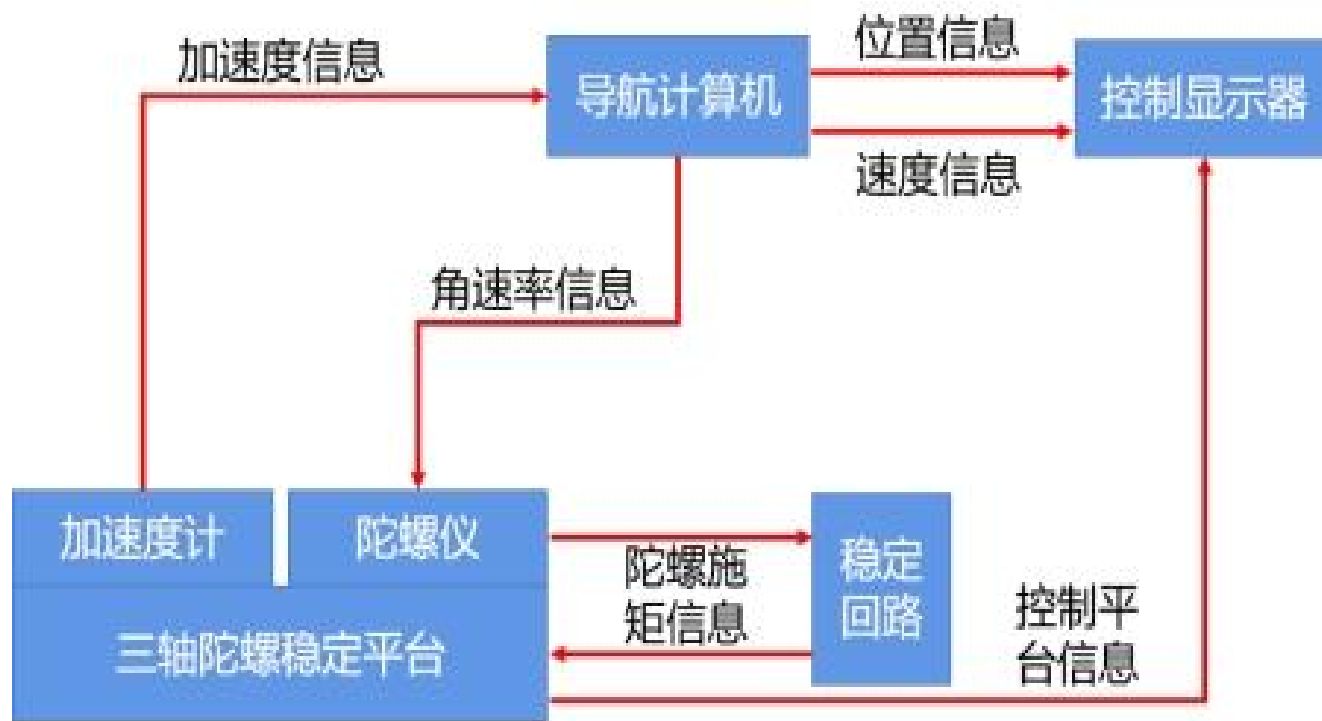 位置信息
加速度信息
导航计算机
控制显示器
速度信息
角速率信息
加速度计
陀螺仪
陀螺施
矩信息
稳定
回路
控制平
台信息
三轴陀螺稳定平台